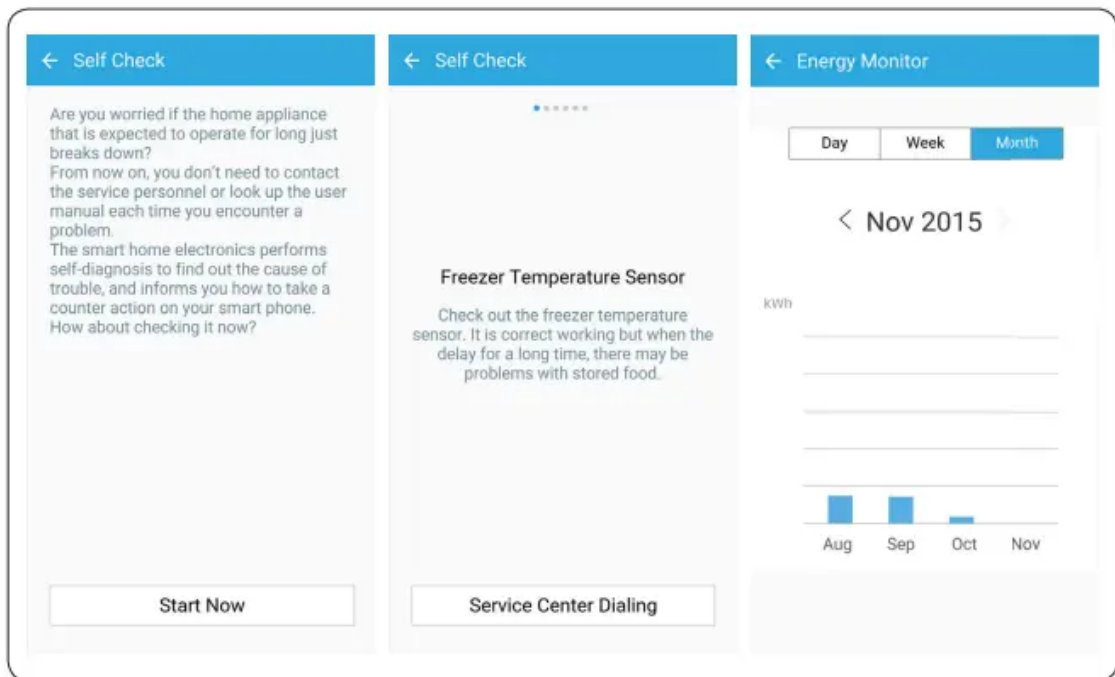 Self Check
Are you worried if the home appliance
that is expected to operate for long just
breaks down?
From now on, you don't need to contact
the service personnel or look up the user
manual each time you encounter a
problem.
The smart home electronics performs
self-diagnosis to find out the cause of
trouble, and informs you how to take a
counter action on your smart phone.
How about checking it now?
Start Now
Self Check
Freezer Temperature Sensor
Check out the freezer temperature
sensor. It is correct working but when the
delay for a long time, there may be
problems with stored food.
Service Center Dialing
Energy Monitor
Day Week Month
Nov 2015
kWh
Aug Sep Oct Nov